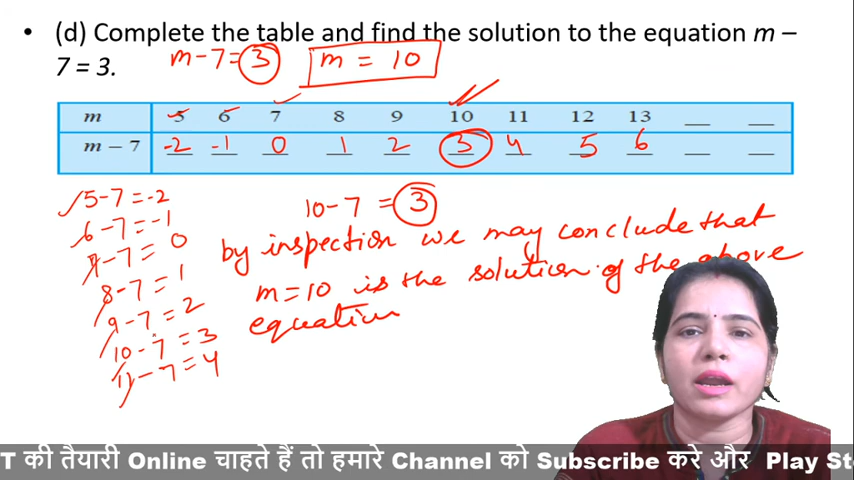 • (d) Complete the table and find the solution to the equation m –
7 = 3.
m - 7 = 3
m = 10
m 5 6 7 8 9 10 11 12 13 __ __
m – 7 -2 -1 0 1 2 3 4 5 6 __ __
5 - 7 = -2
6 - 7 = -1
7 - 7 = 0
8 - 7 = 1
9 - 7 = 2
10 - 7 = 3
11 - 7 = 4
10 - 7 = 3
by inspection we may conclude that
m = 10 is the solution of the above
equation
T की तैयारी Online चाहते हैं तो हमारे Channel को Subscribe करे और Play St